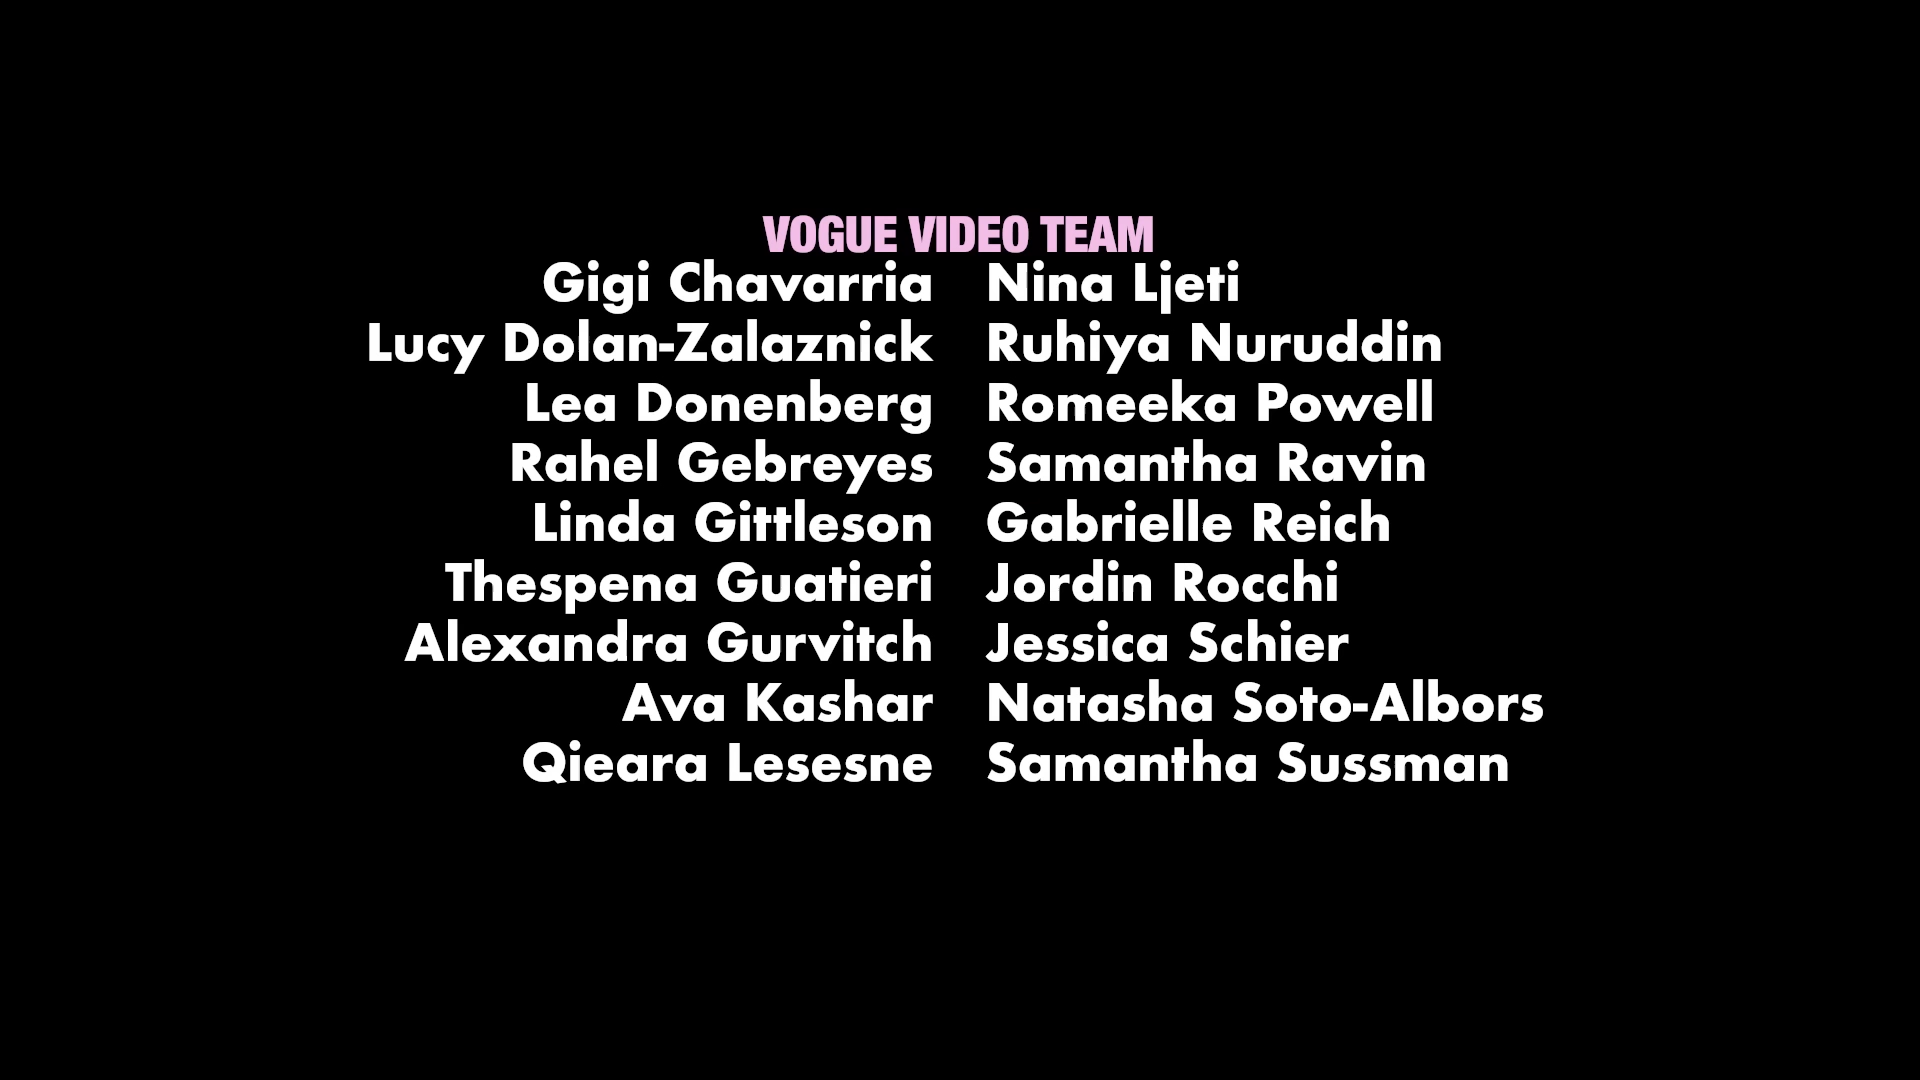 VOGUE VIDEO TEAM
Gigi Chavarria Nina Ljeti
Lucy Dolan-Zalaznick Ruhiya Nuruddin
Lea Donenberg Romeeka Powell
Rahel Gebreyes Samantha Ravin
Linda Gittleson Gabrielle Reich
Thespena Guatieri Jordin Rocchi
Alexandra Gurvitch Jessica Schier
Ava Kashar Natasha Soto-Albors
Qieara Lesesne Samantha Sussman